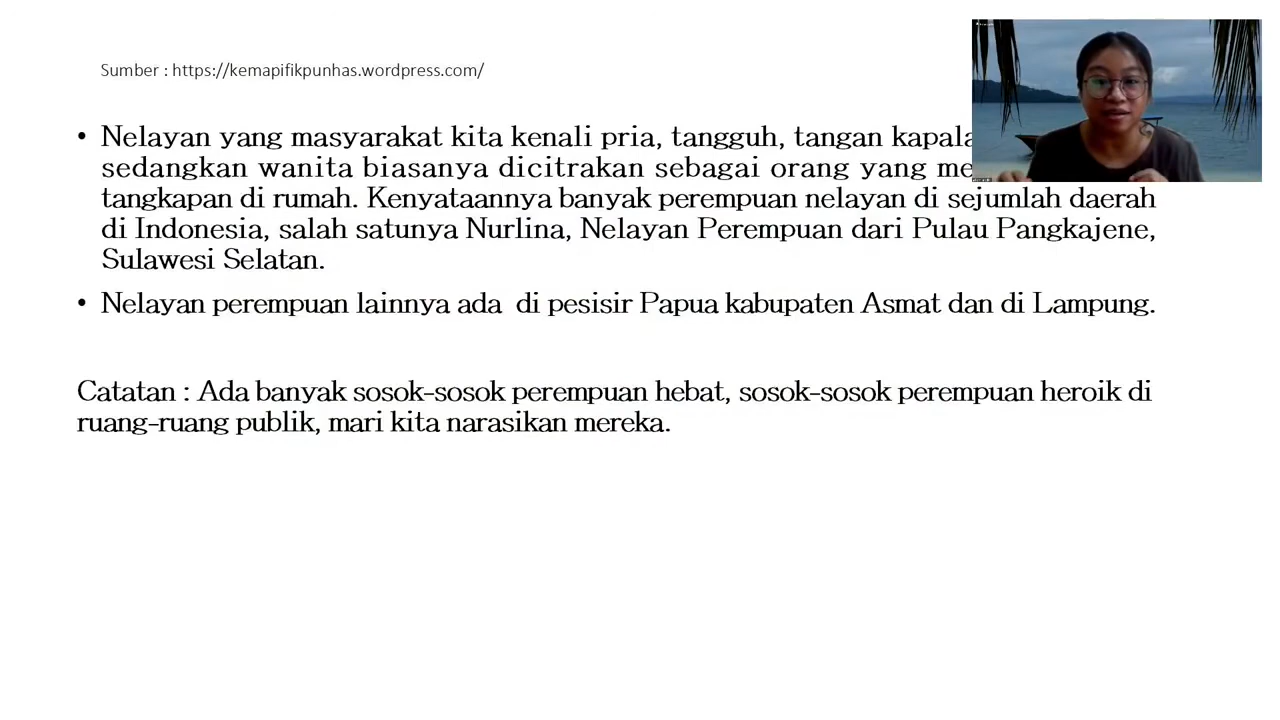 Sumber : https://kemapifikpunhas.wordpress.com/
• Nelayan yang masyarakat kita kenali pria, tangguh, tangan kapala
sedangkan wanita biasanya dicitrakan sebagai orang yang me
tangkapan di rumah. Kenyataannya banyak perempuan nelayan di sejumlah daerah
di Indonesia, salah satunya Nurlina, Nelayan Perempuan dari Pulau Pangkajene,
Sulawesi Selatan.
• Nelayan perempuan lainnya ada  di pesisir Papua kabupaten Asmat dan di Lampung.
Catatan : Ada banyak sosok-sosok perempuan hebat, sosok-sosok perempuan heroik di
ruang-ruang publik, mari kita narasikan mereka.